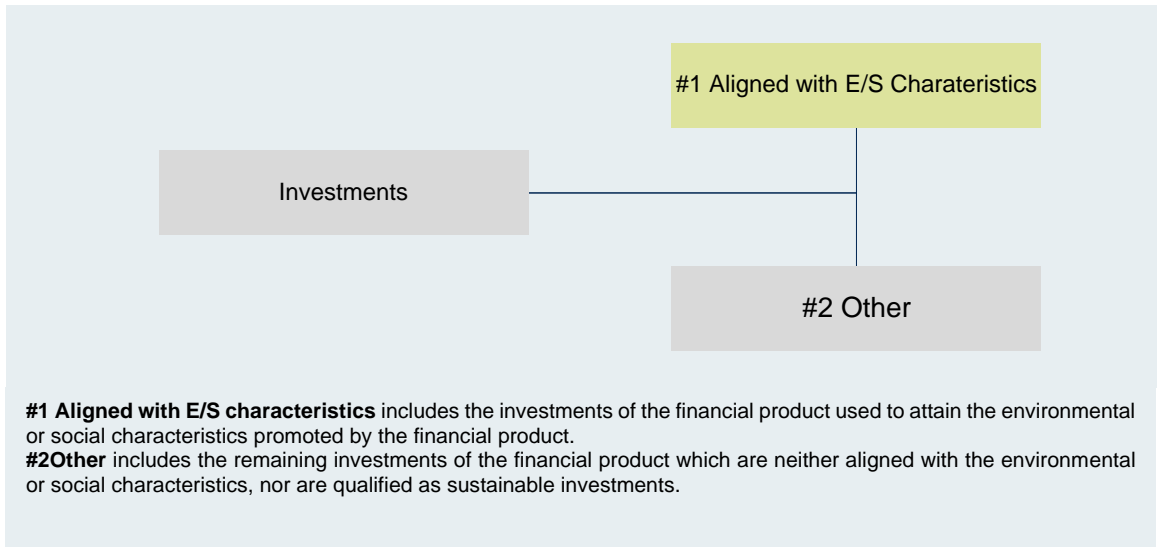 #1 Aligned with E/S Charateristics
Investments
#2 Other
#1 Aligned with E/S characteristics includes the investments of the financial product used to attain the environmental
or social characteristics promoted by the financial product.
#2Other includes the remaining investments of the financial product which are neither aligned with the environmental
or social characteristics, nor are qualified as sustainable investments.